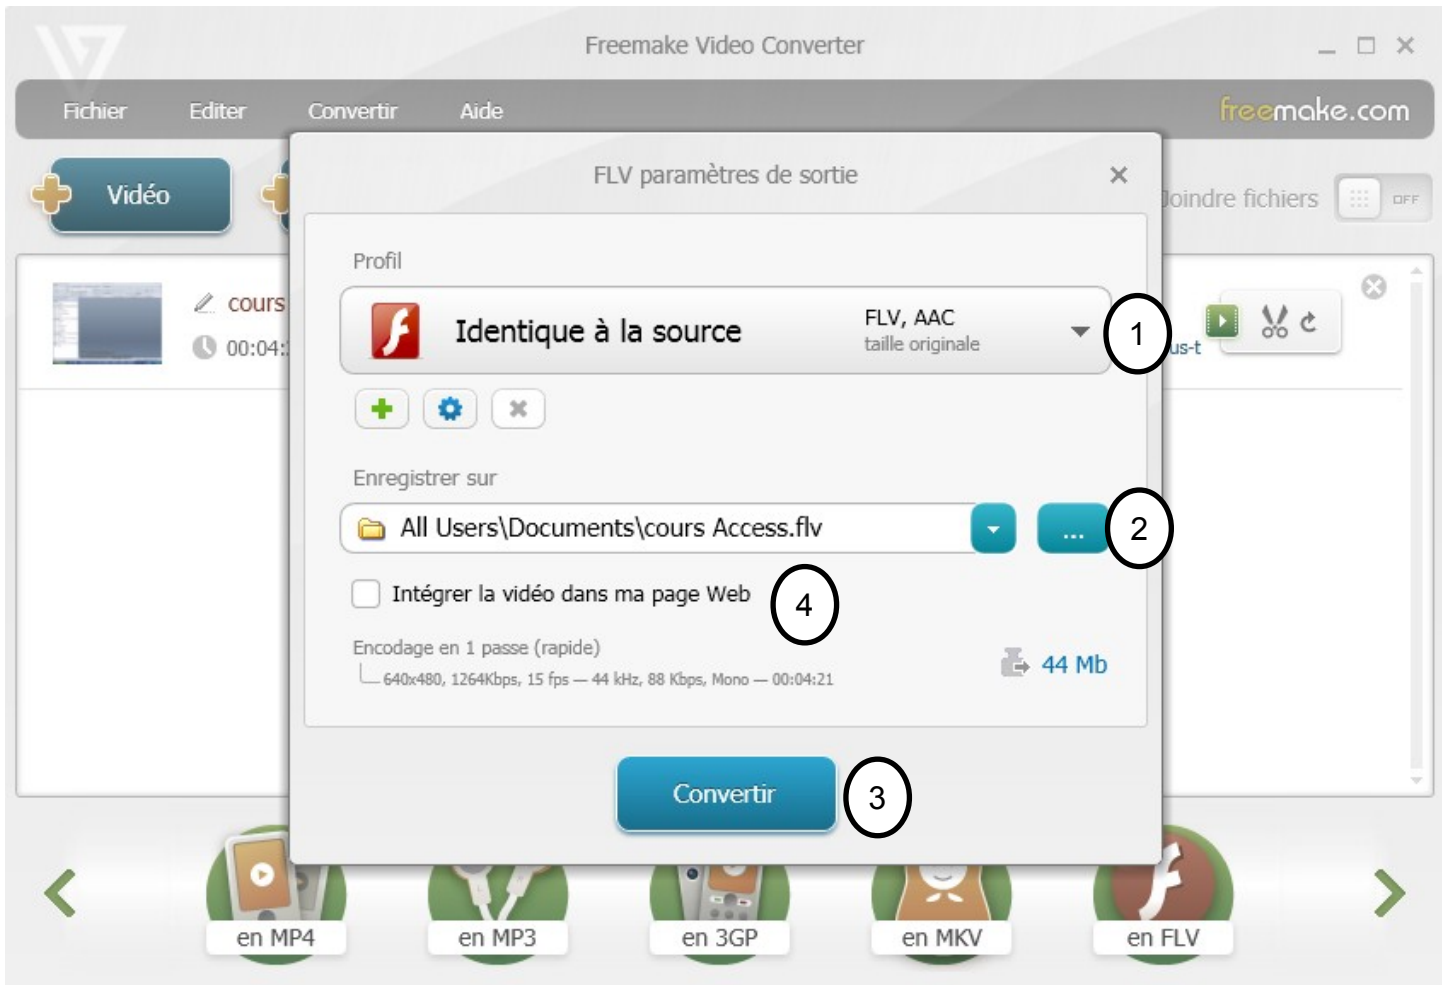 Freemake Video Converter
Fichier Editer Convertir Aide freemake.com
FLV paramètres de sortie
Vidéo
Joindre fichiers OFF
Profil
cours
Identique à la source
FLV, AAC
taille originale
1
00:04:
us-t
Enregistrer sur
All Users\Documents\cours Access.flv ... 2
Intégrer la vidéo dans ma page Web 4
Encodage en 1 passe (rapide)
44 Mb
640x480, 1264Kbps, 15 fps — 44 kHz, 88 Kbps, Mono — 00:04:21
Convertir 3
en MP4 en MP3 en 3GP en MKV en FLV